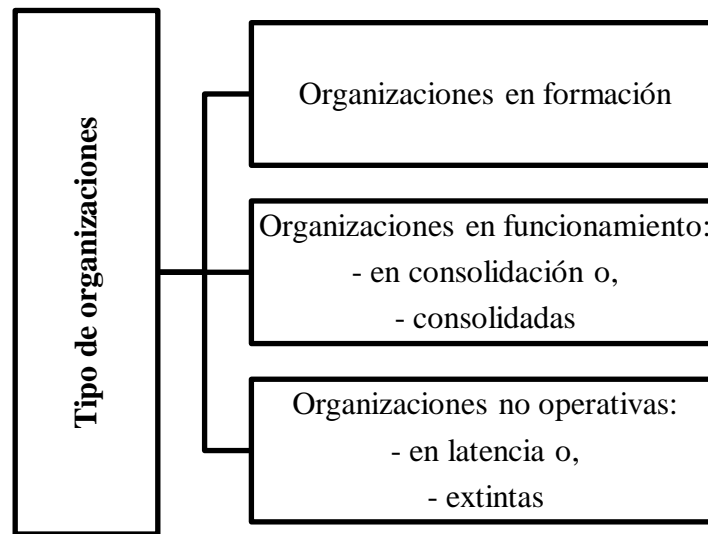 Tipo de organizaciones
Organizaciones en formación
Organizaciones en funcionamiento:
- en consolidación o,
- consolidadas
Organizaciones no operativas:
- en latencia o,
- extintas